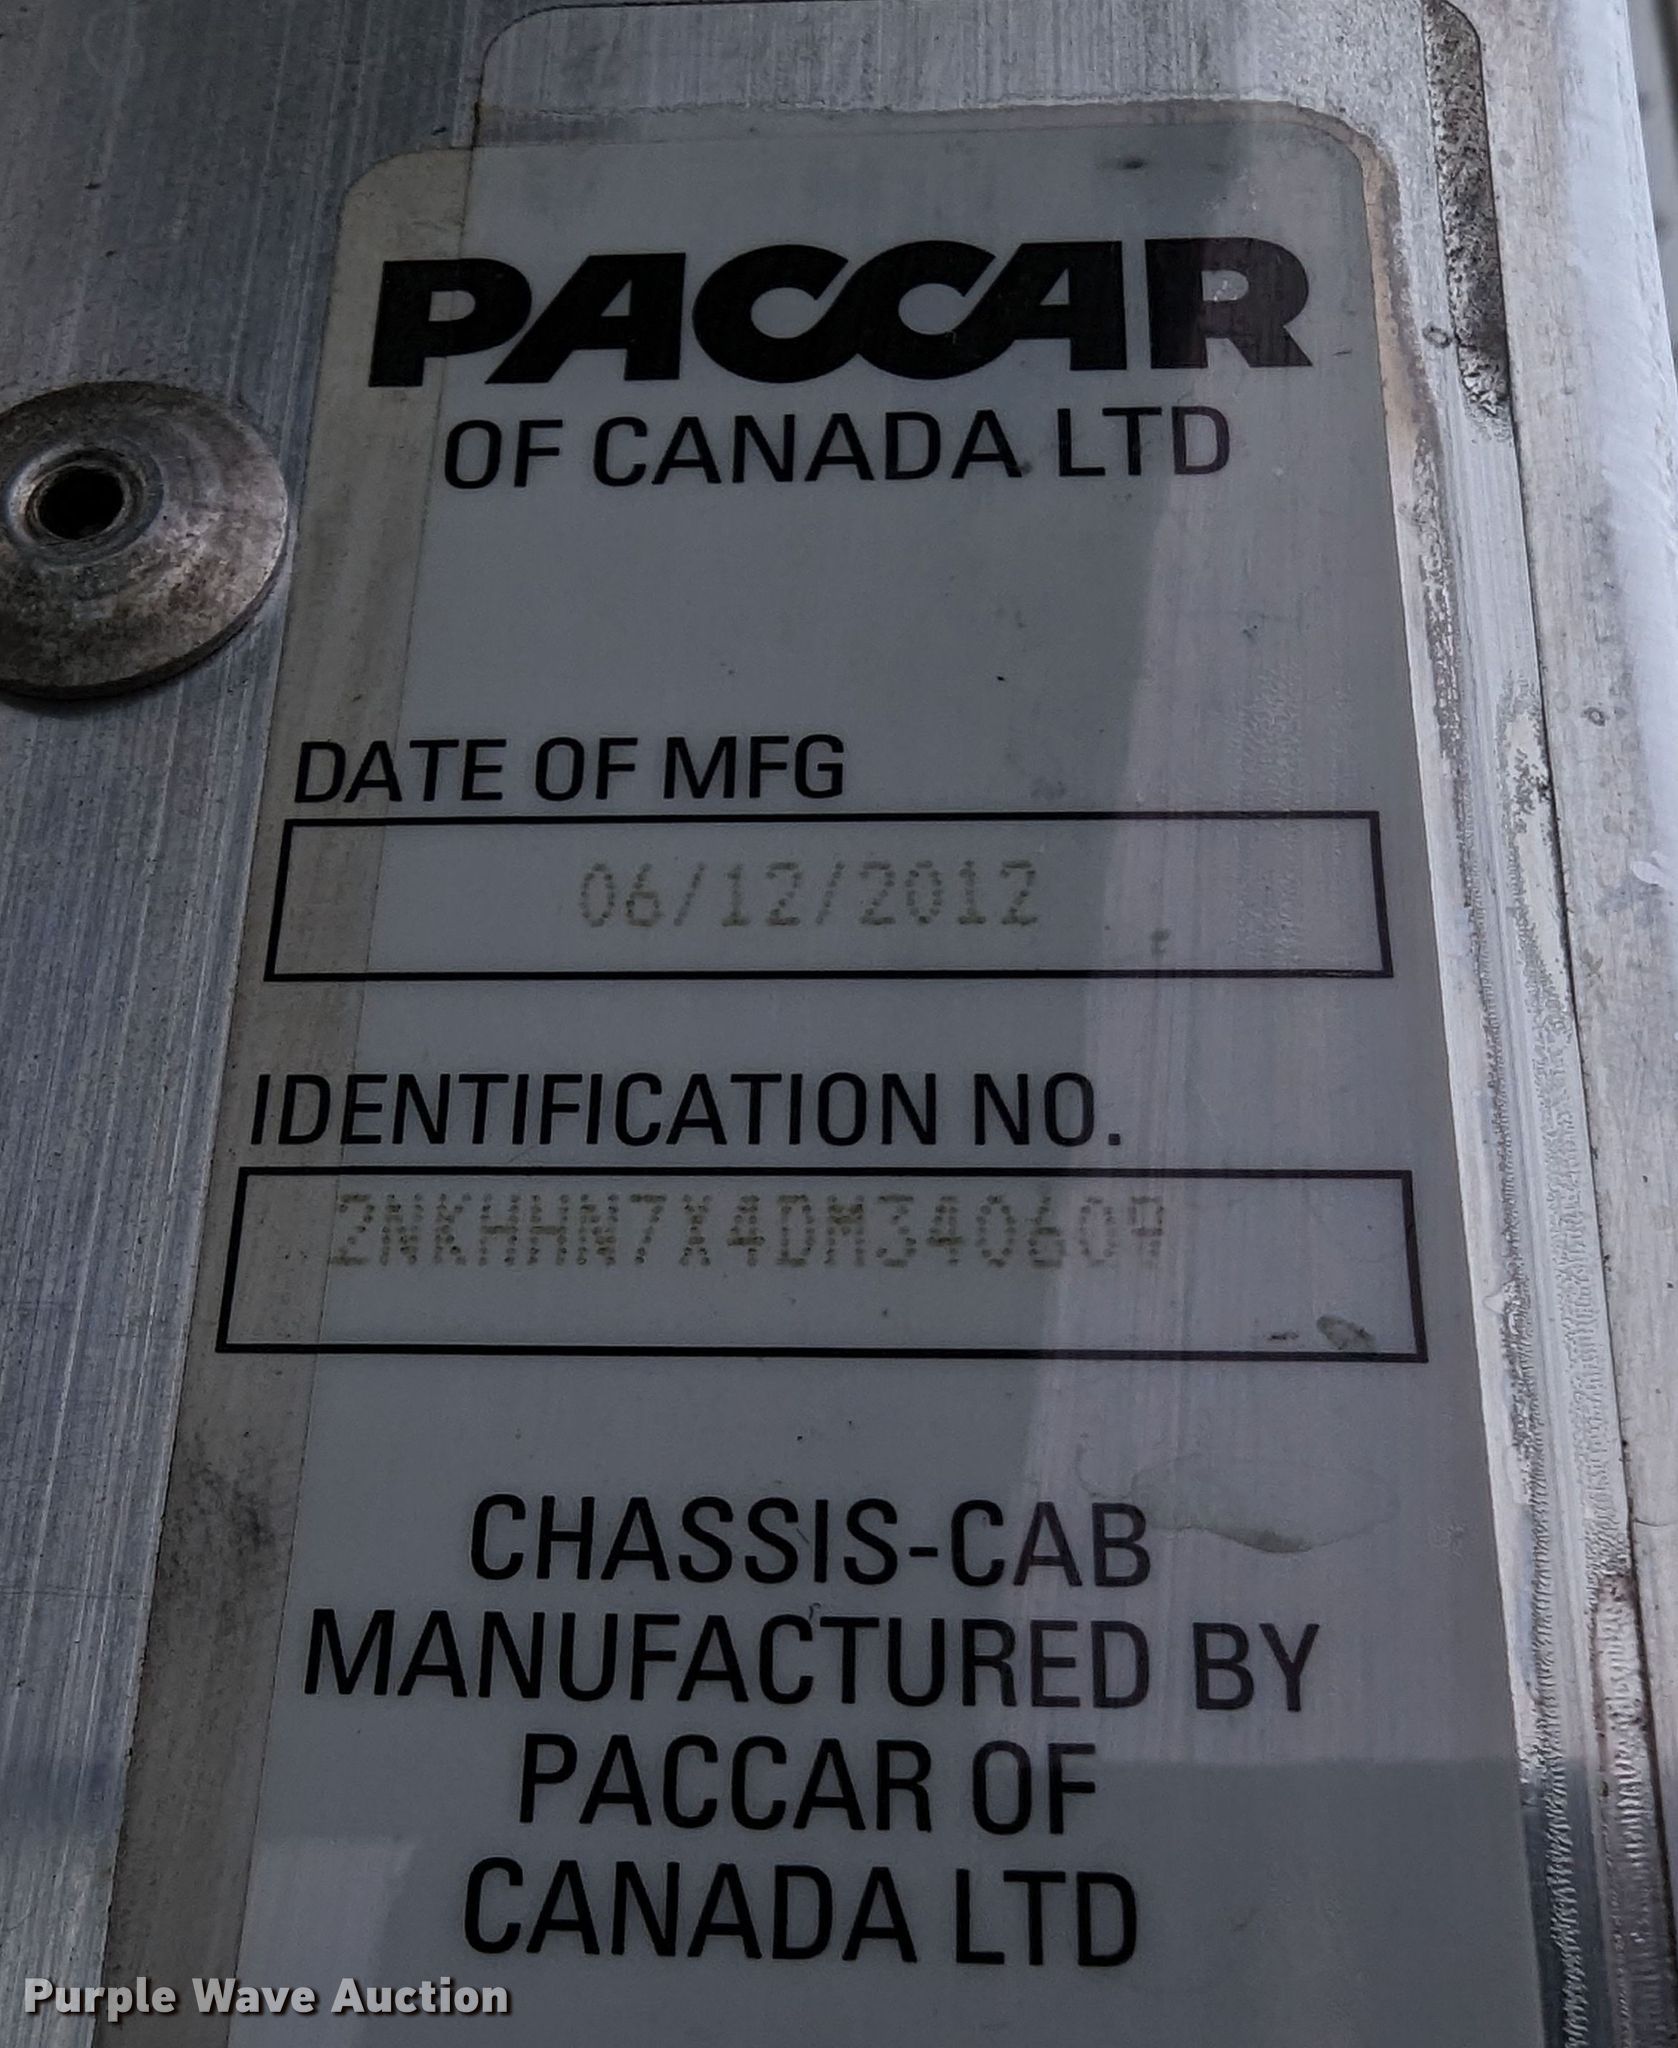 PACCAR
OF CANADA LTD
DATE OF MFG
06/12/2012
IDENTIFICATION NO.
2NKHHN7X4DM340609
CHASSIS-CAB
MANUFACTURED BY
PACCAR OF
CANADA LTD
Purple Wave Auction